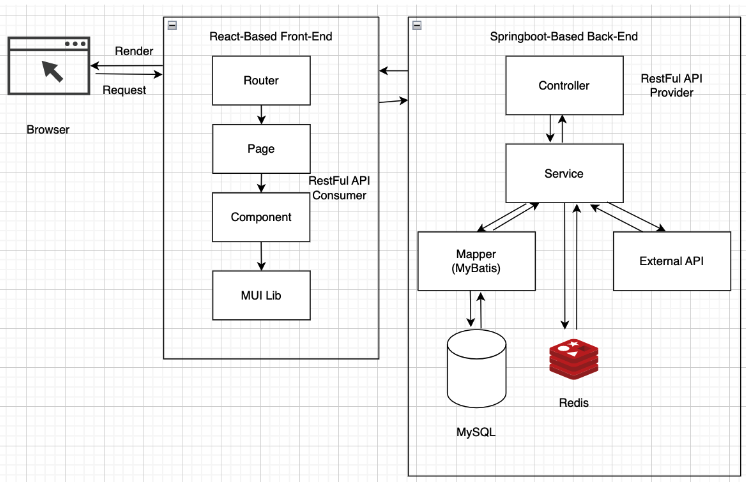 Render
Request
Browser
React-Based Front-End
Router
Page
RestFul API
Consumer
Component
MUI Lib
Springboot-Based Back-End
Controller
RestFul API
Provider
Service
Mapper
(MyBatis)
External API
MySQL
Redis